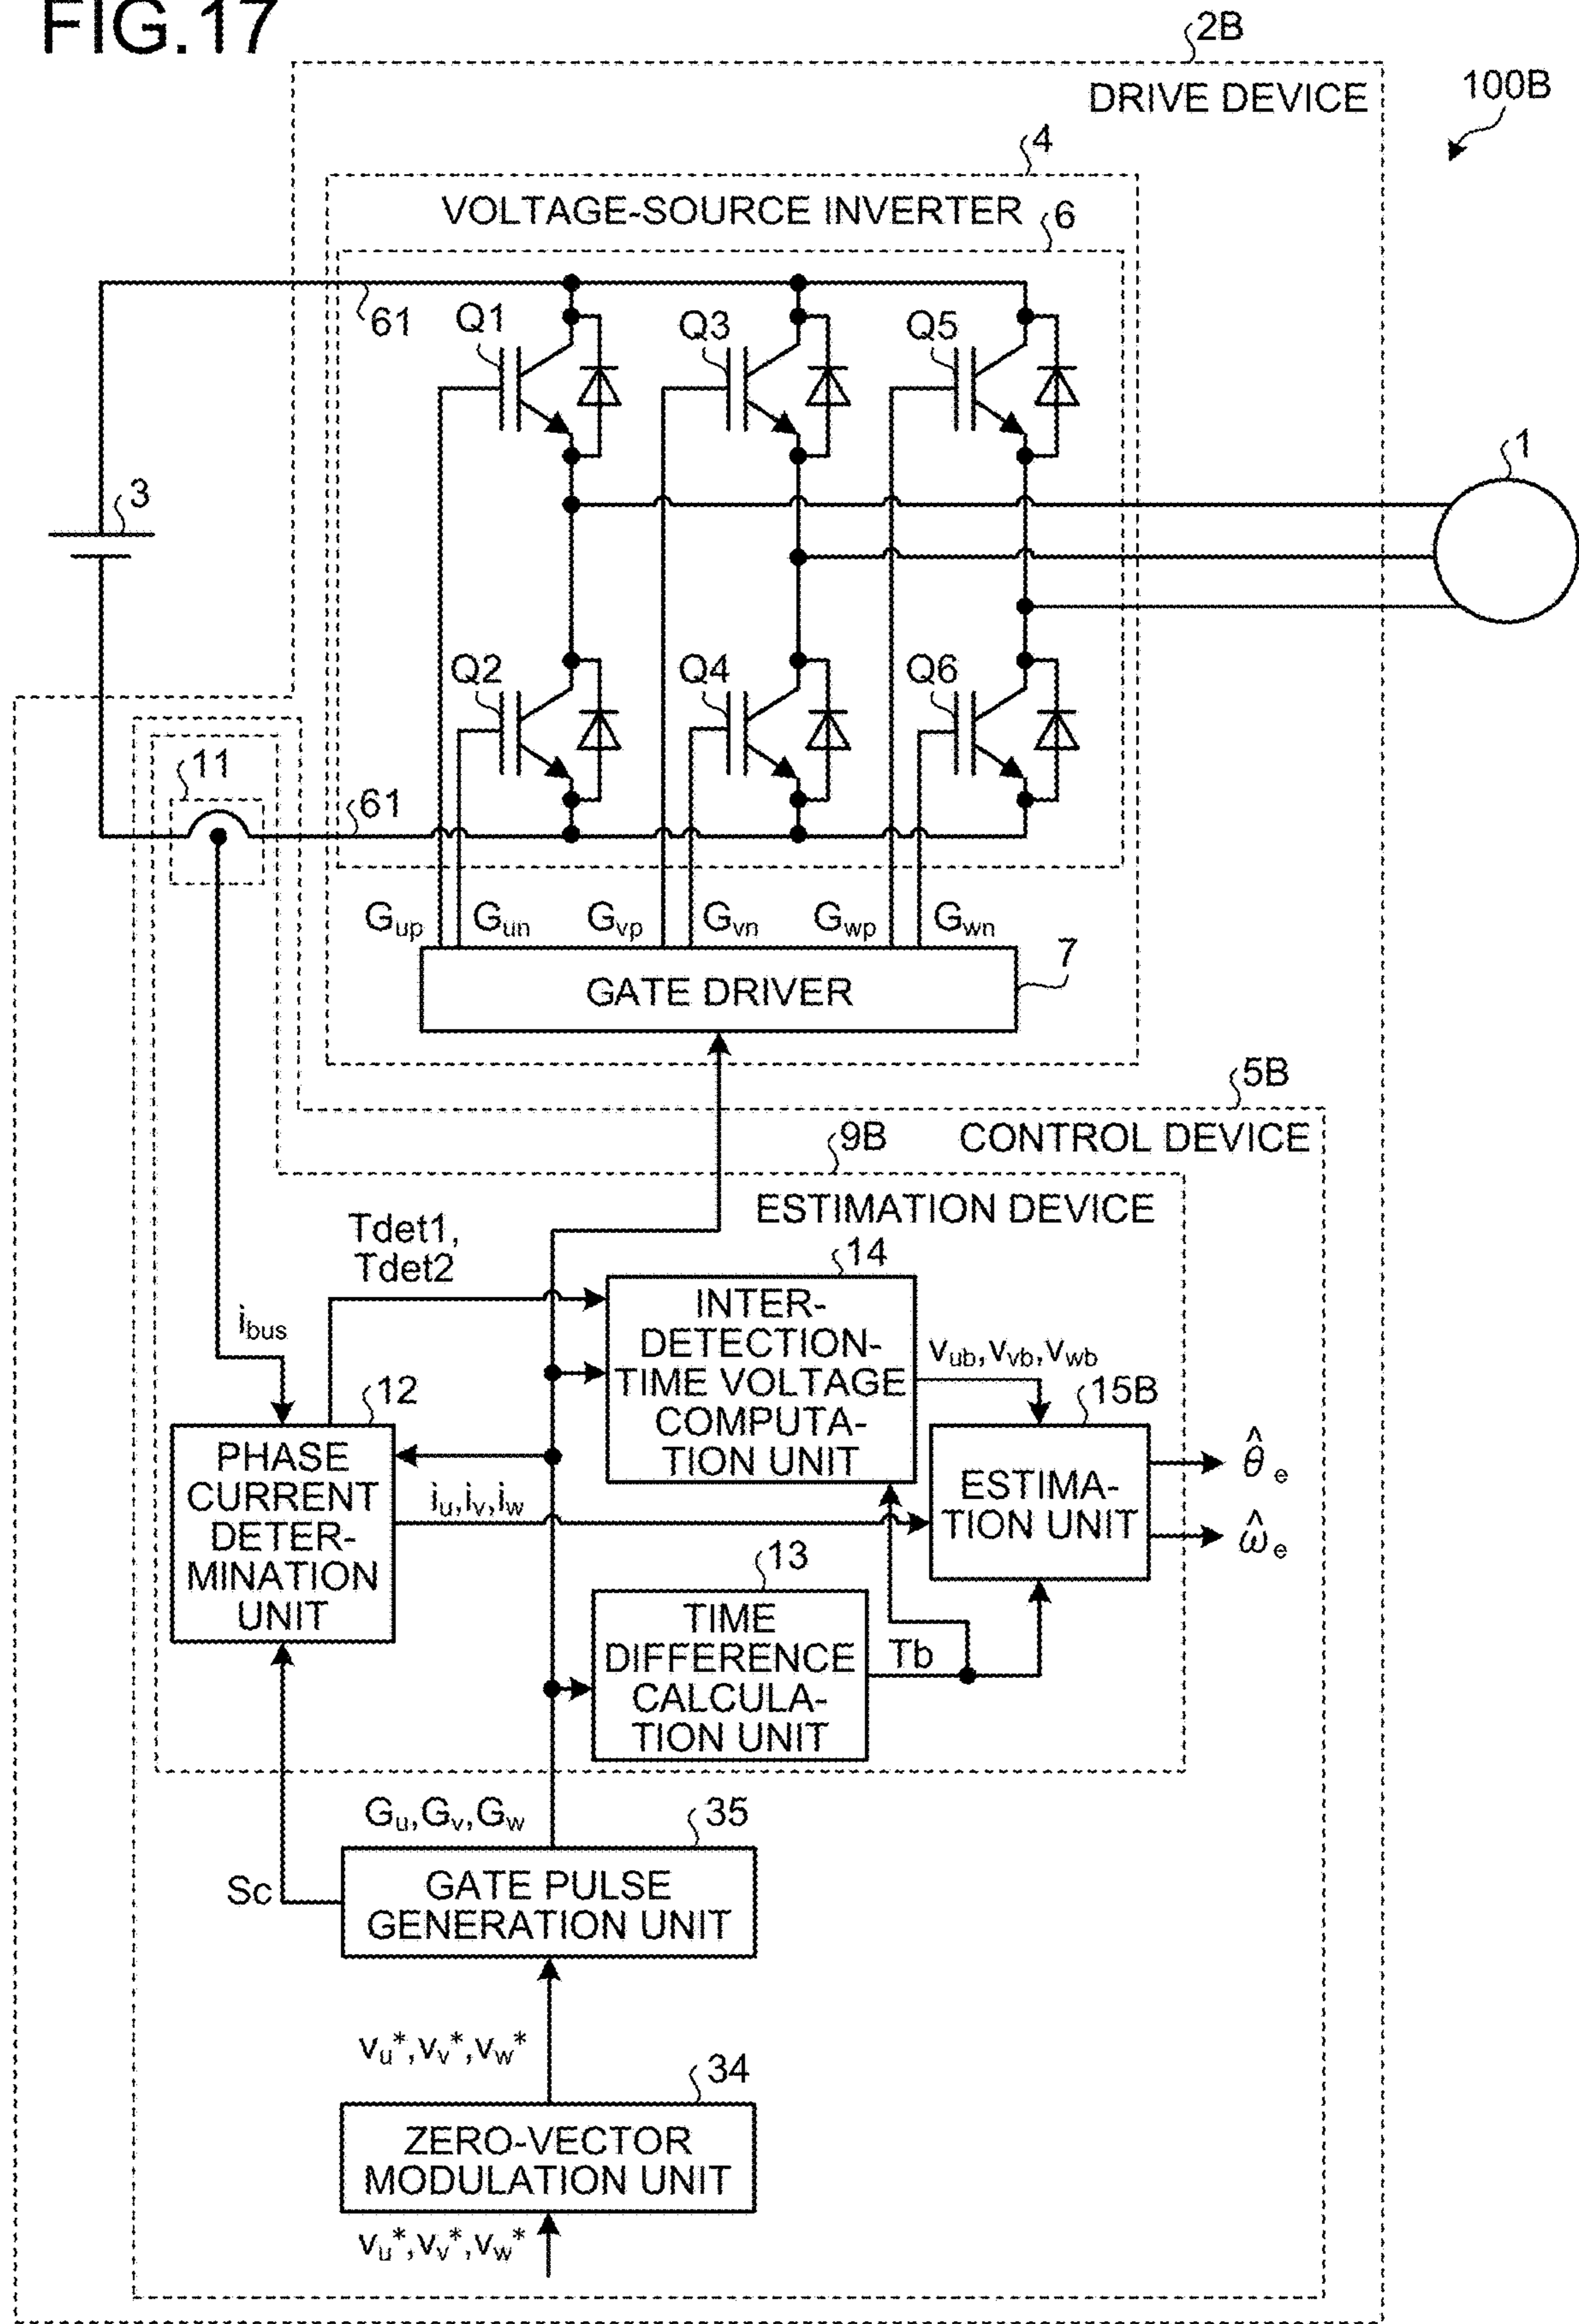 FIG.17
2B
DRIVE DEVICE
100B
4
VOLTAGE-SOURCE INVERTER
6
61
Q1
Q3
Q5
3
1
Q2
Q4
Q6
11
61
Gup
Gun
Gvp
Gvn
Gwp
Gwn
7
GATE DRIVER
5B
CONTROL DEVICE
9B
ESTIMATION DEVICE
Tdet1,
Tdet2
14
INTER-
DETECTION-
TIME VOLTAGE
COMPUTA-
TION UNIT
ibus
vub,vvb,vwb
12
15B
PHASE
CURRENT
DETER-
MINATION
UNIT
iu,iv,iw
ESTIMA-
TION UNIT
θ̂e
ω̂e
13
TIME
DIFFERENCE
CALCULA-
TION UNIT
Tb
Gu,Gv,Gw
35
Sc
GATE PULSE
GENERATION UNIT
vu*,vv*,vw*
34
ZERO-VECTOR
MODULATION UNIT
vu*,vv*,vw*